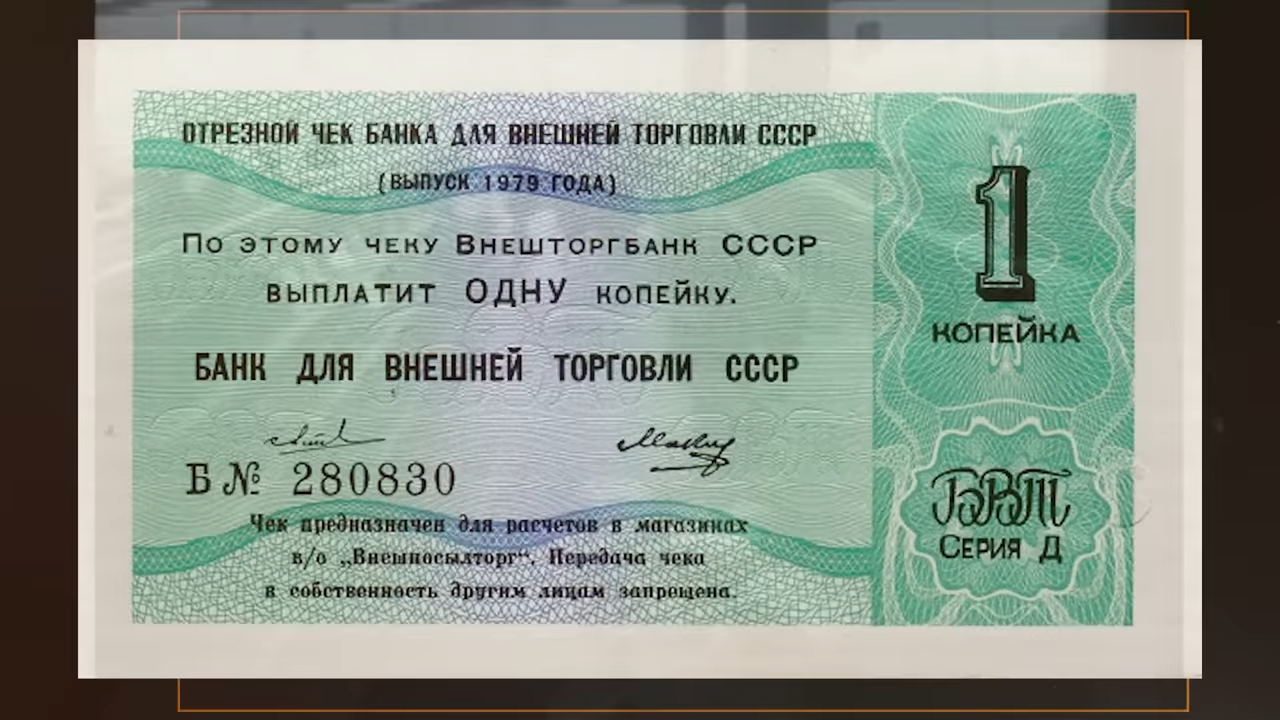 ОТРЕЗНОЙ ЧЕК БАНКА ДЛЯ ВНЕШНЕЙ ТОРГОВЛИ СССР
(ВЫПУСК 1979 ГОДА)
По этому чеку Внешторгбанк СССР
выплатит ОДНУ копейку.
БАНК ДЛЯ ВНЕШНЕЙ ТОРГОВЛИ СССР
Б № 280830
Чек предназначен для расчетов в магазинах
в/о „Внешпосылторг“. Передача чека
в собственность другим лицам запрещена.
1
КОПЕЙКА
БВТ
Серия Д